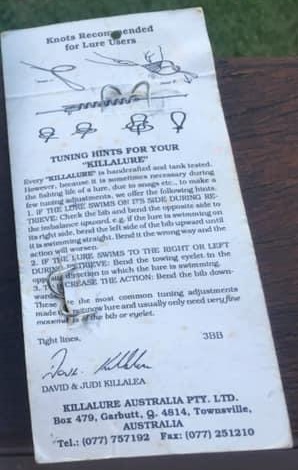 Knots Recommended
for Lure Users
TUNING HINTS FOR YOUR
"KILLALURE"
Every "KILLALURE" is handcrafted and tank tested.
However, because it is sometimes necessary during
the fishing life of a lure, due to snags etc., to make a
few tuning adjustments, we offer the following hints.
1. IF THE LURE SWIMS ON IT'S SIDE DURING RE-
TRIEVE: Check the bib and bend the opposite side to
the imbalance upward, e.g. if the lure is swimming on
its right side, bend the left side of the bib upward until
it is swimming straight. Bend it the wrong way and the
action will worsen.
2. IF THE LURE SWIMS TO THE RIGHT OR LEFT
DURING RETRIEVE: Bend the towing eyelet in the
direction to which the lure is swimming.
3. CREASE THE ACTION: Bend the bib down-
These are the most common tuning adjustments
made lure and usually only need very fine
the bib or eyelet.
Tight lines, 3BB
DAVID & JUDI KILLALEA
KILLALURE AUSTRALIA PTY. LTD.
Box 479, Garbutt, Q. 4814, Townsville,
AUSTRALIA
Tel.: (077) 757192 Fax: (077) 251210